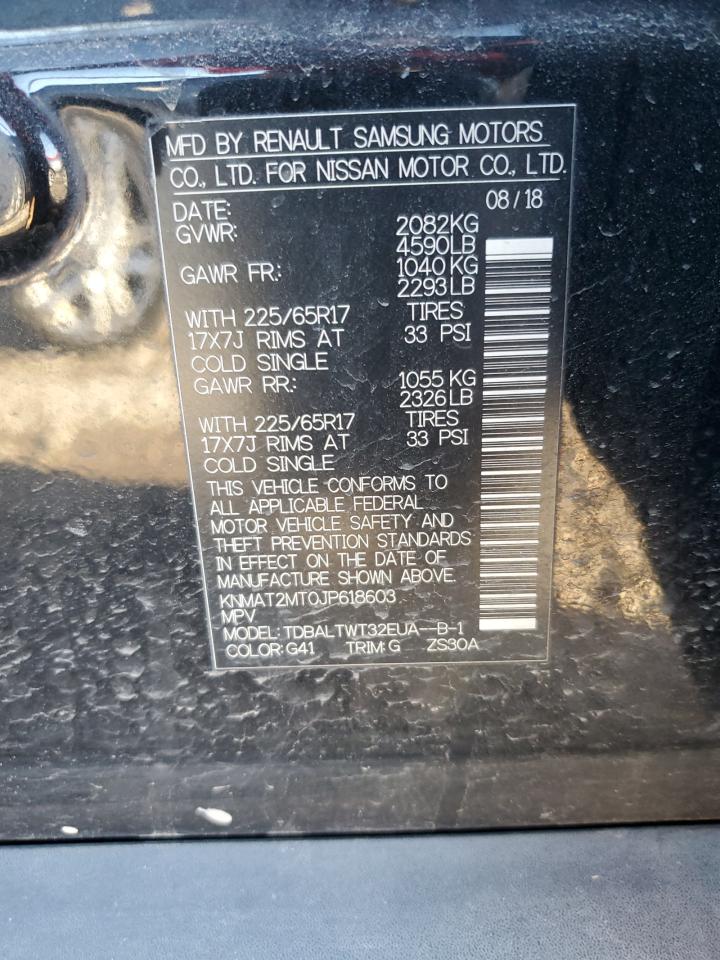 MFD BY RENAULT SAMSUNG MOTORS
CO., LTD. FOR NISSAN MOTOR CO., LTD.
DATE: 08/18
GVWR: 2082KG
4590LB
GAWR FR: 1040 KG
2293LB
WITH 225/65R17 TIRES
17X7J RIMS AT 33 PSI
COLD SINGLE
GAWR RR: 1055 KG
2326LB
WITH 225/65R17 TIRES
17X7J RIMS AT 33 PSI
COLD SINGLE
THIS VEHICLE CONFORMS TO
ALL APPLICABLE FEDERAL
MOTOR VEHICLE SAFETY AND
THEFT PREVENTION STANDARDS
IN EFFECT ON THE DATE OF
MANUFACTURE SHOWN ABOVE.
KNMAT2MT0JP618603
MPV
MODEL: TDBALTWT32EUA-B-1
COLOR: G41 TRIM: G ZS30A